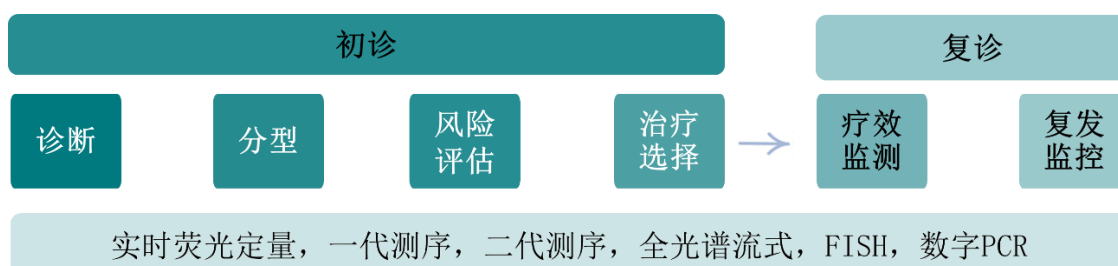 初诊
复诊
诊断
分型
风险
评估
治疗
选择
疗效
监测
复发
监控
实时荧光定量，一代测序，二代测序，全光谱流式，FISH，数字PCR